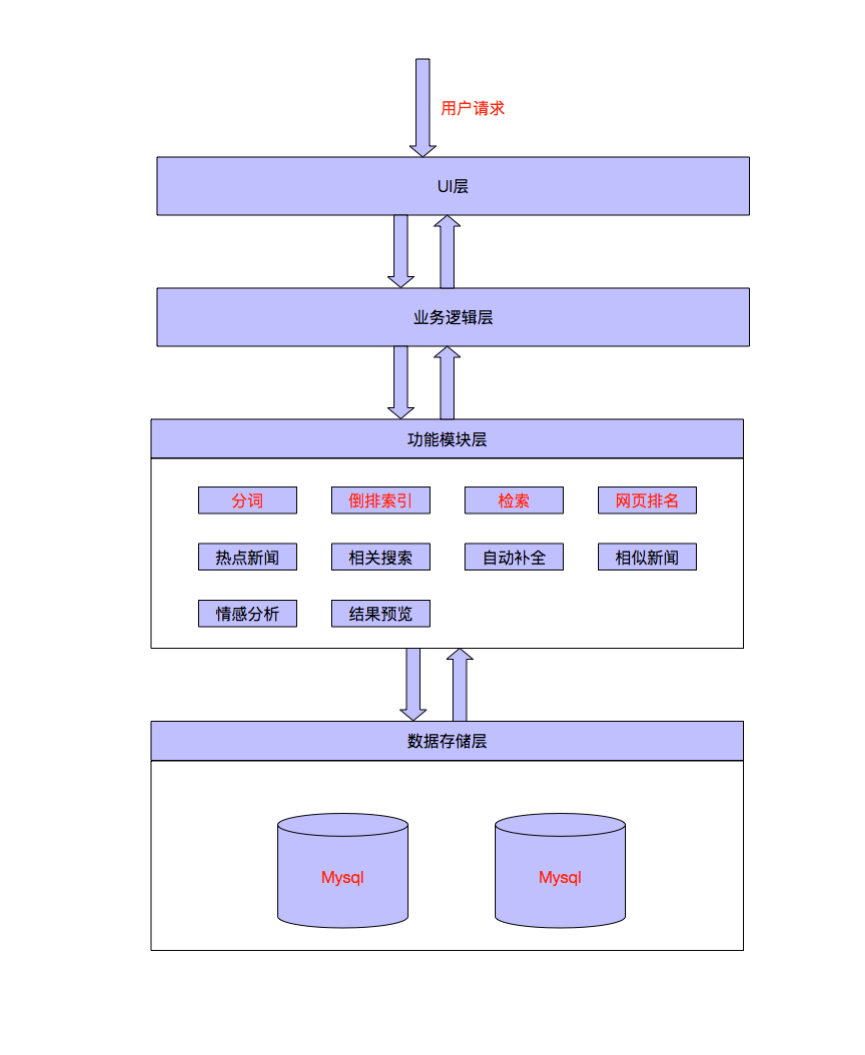 用户请求
UI层
业务逻辑层
功能模块层
分词 倒排索引 检索 网页排名
热点新闻 相关搜索 自动补全 相似新闻
情感分析 结果预览
数据存储层
Mysql Mysql